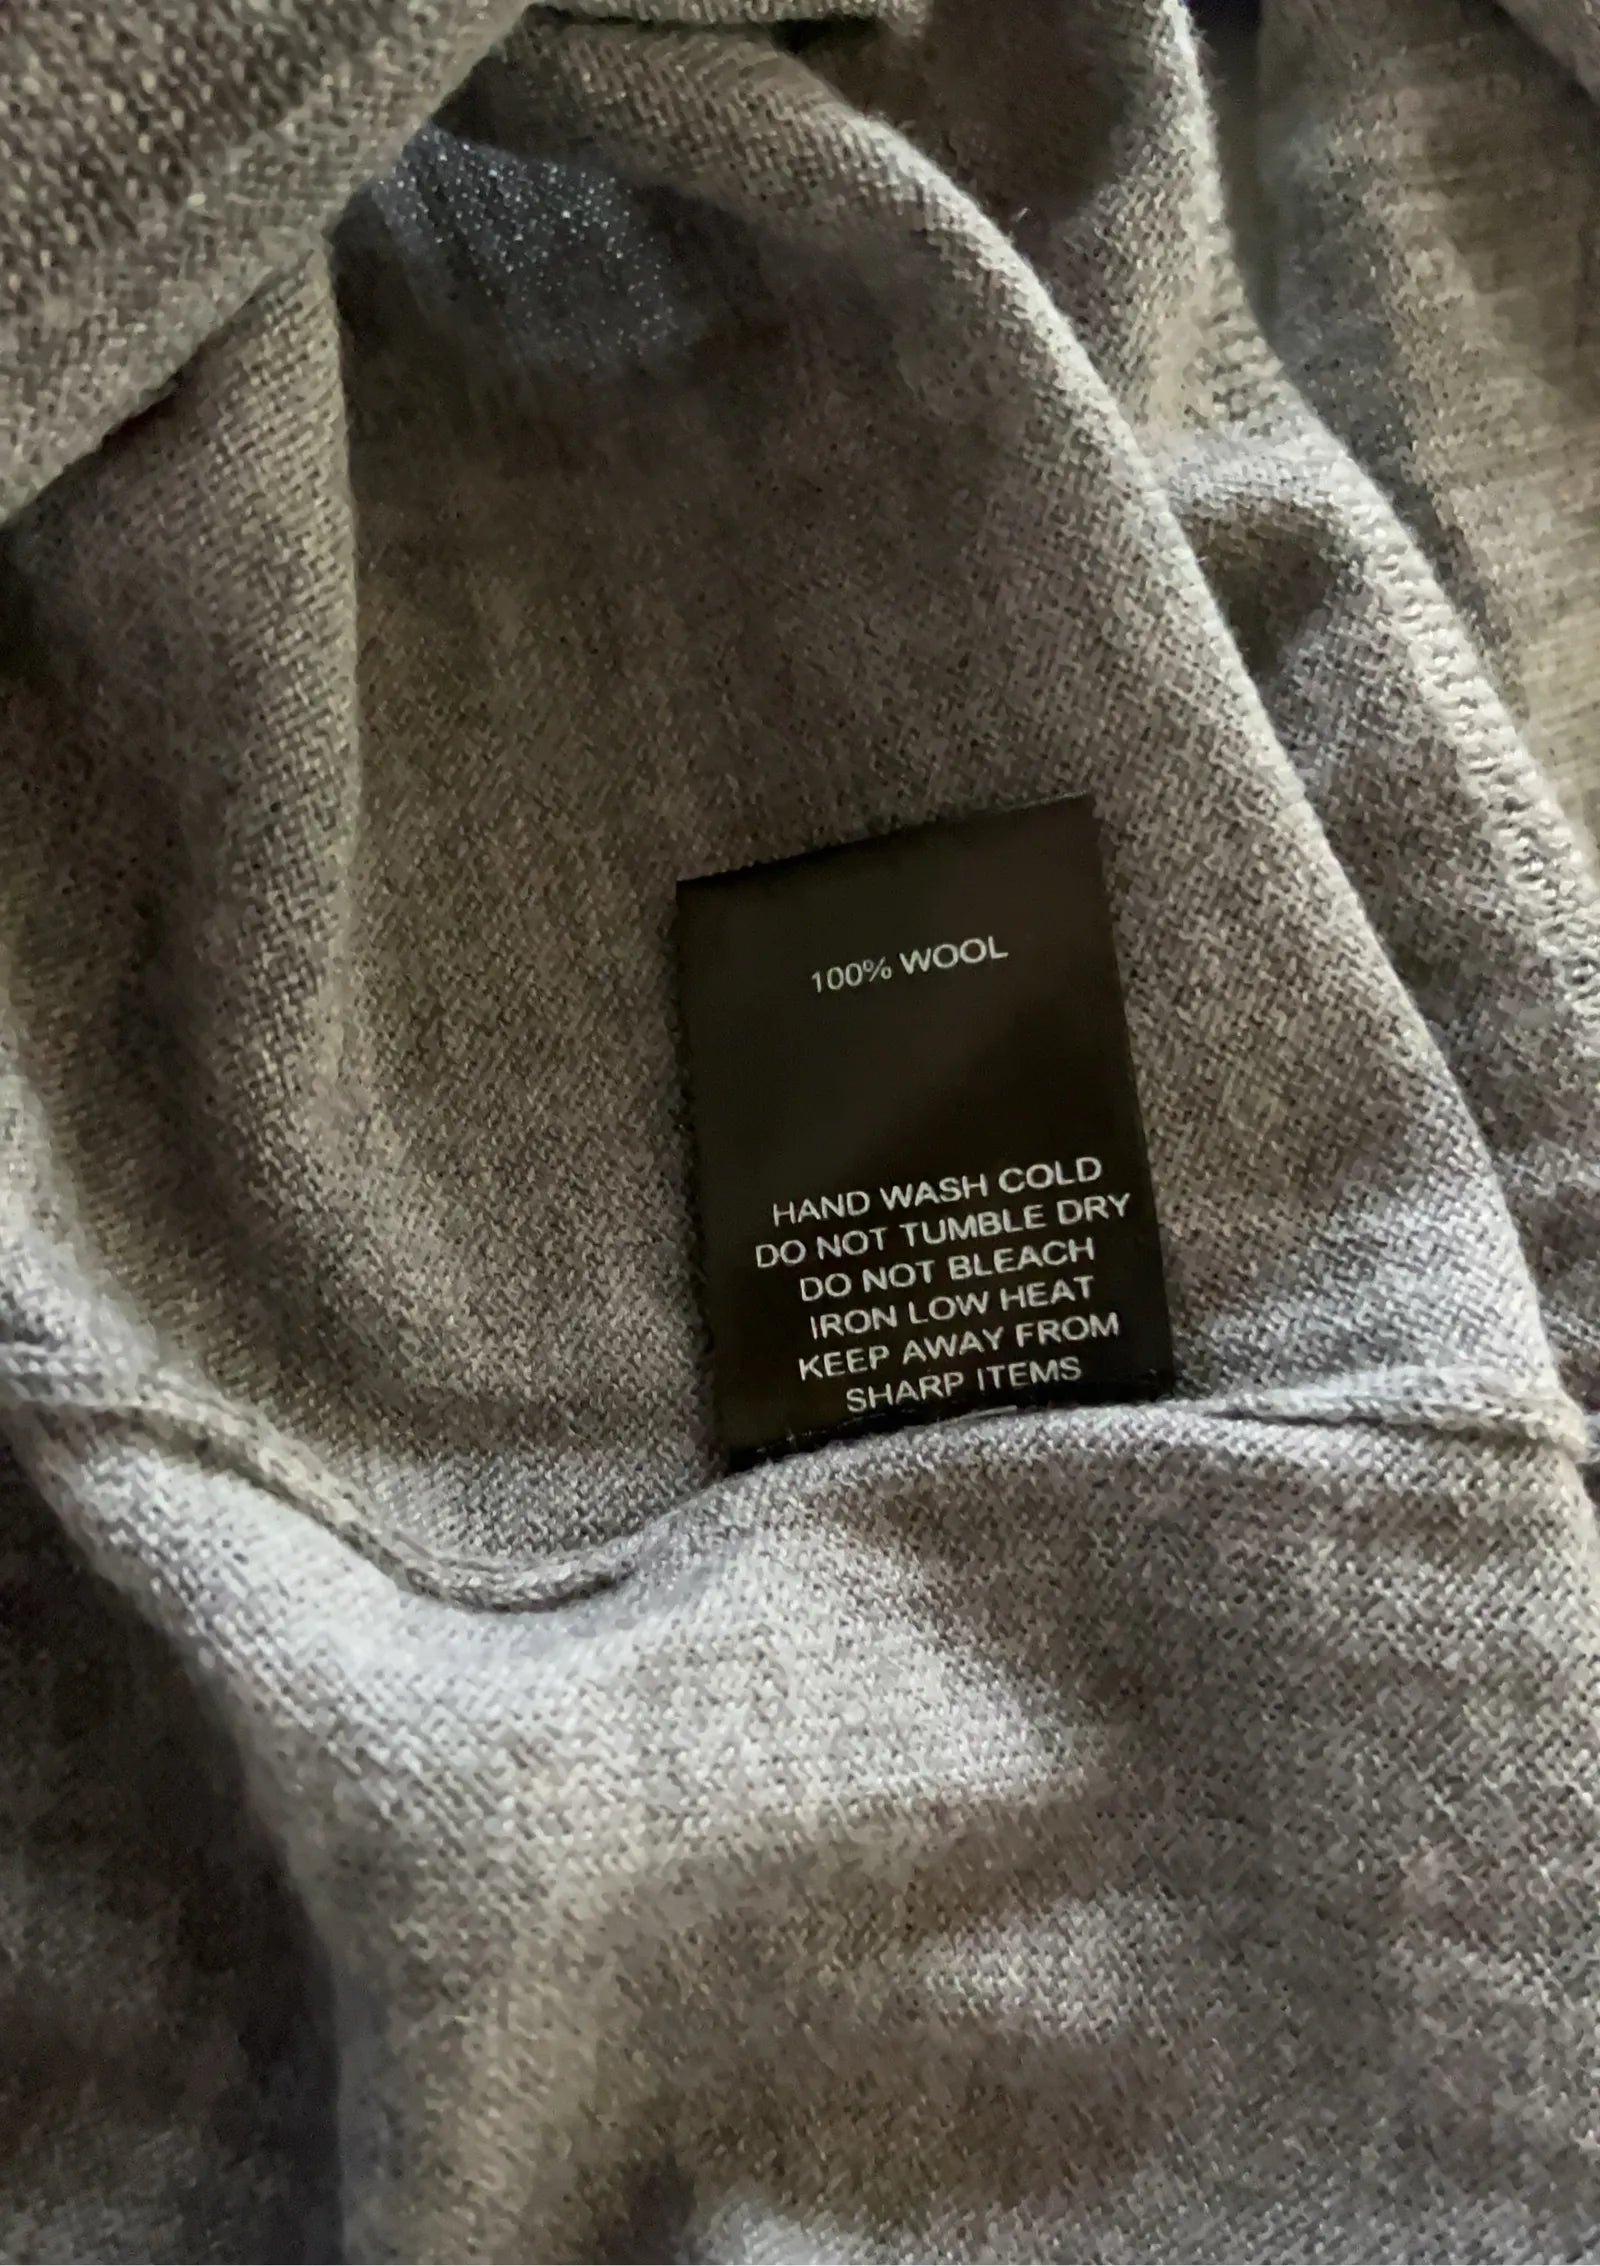 100% WOOL
HAND WASH COLD
DO NOT TUMBLE DRY
DO NOT BLEACH
IRON LOW HEAT
KEEP AWAY FROM
SHARP ITEMS